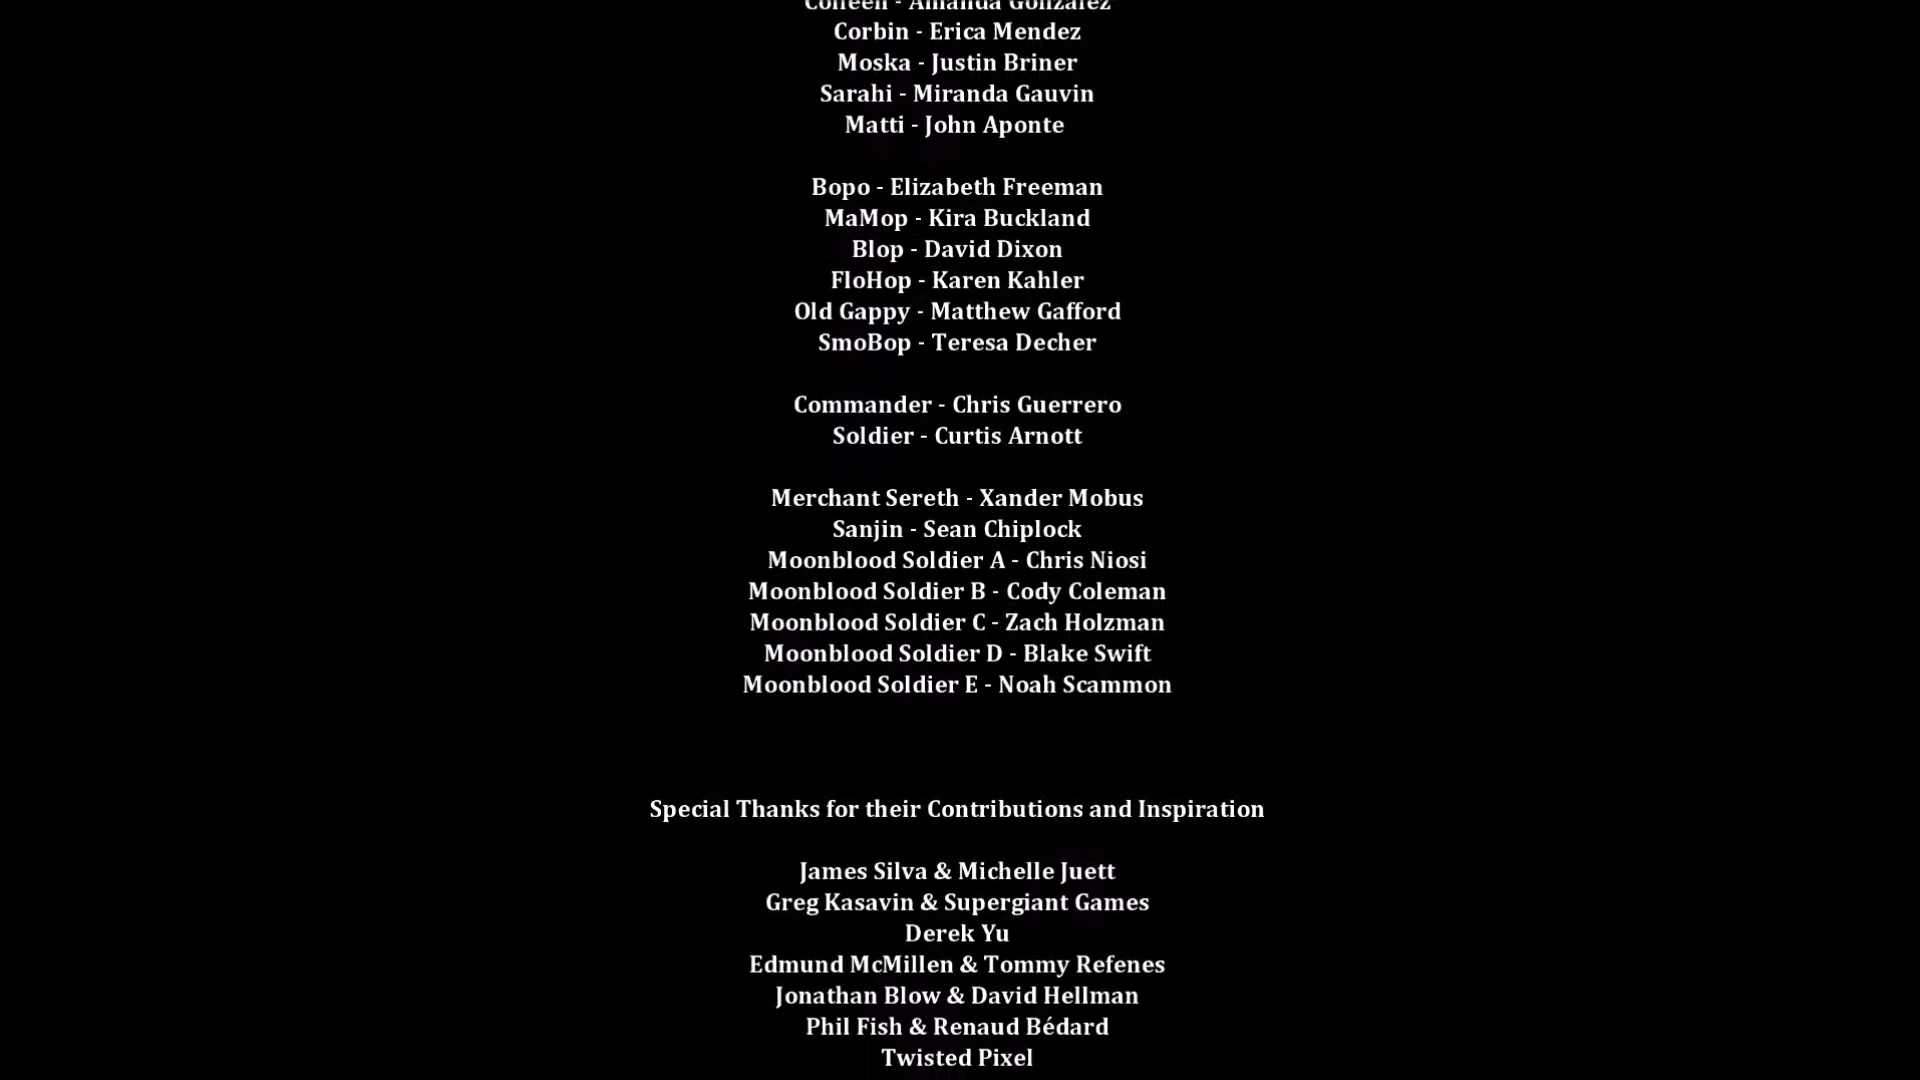 Colleen - Amanda Gonzalez
Corbin - Erica Mendez
Moska - Justin Briner
Sarahi - Miranda Gauvin
Matti - John Aponte
Bopo - Elizabeth Freeman
MaMop - Kira Buckland
Blop - David Dixon
FloHop - Karen Kahler
Old Gappy - Matthew Gafford
SmoBop - Teresa Decher
Commander - Chris Guerrero
Soldier - Curtis Arnott
Merchant Sereth - Xander Mobus
Sanjin - Sean Chiplock
Moonblood Soldier A - Chris Niosi
Moonblood Soldier B - Cody Coleman
Moonblood Soldier C - Zach Holzman
Moonblood Soldier D - Blake Swift
Moonblood Soldier E - Noah Scammon
Special Thanks for their Contributions and Inspiration
James Silva & Michelle Juett
Greg Kasavin & Supergiant Games
Derek Yu
Edmund McMillen & Tommy Refenes
Jonathan Blow & David Hellman
Phil Fish & Renaud Bédard
Twisted Pixel